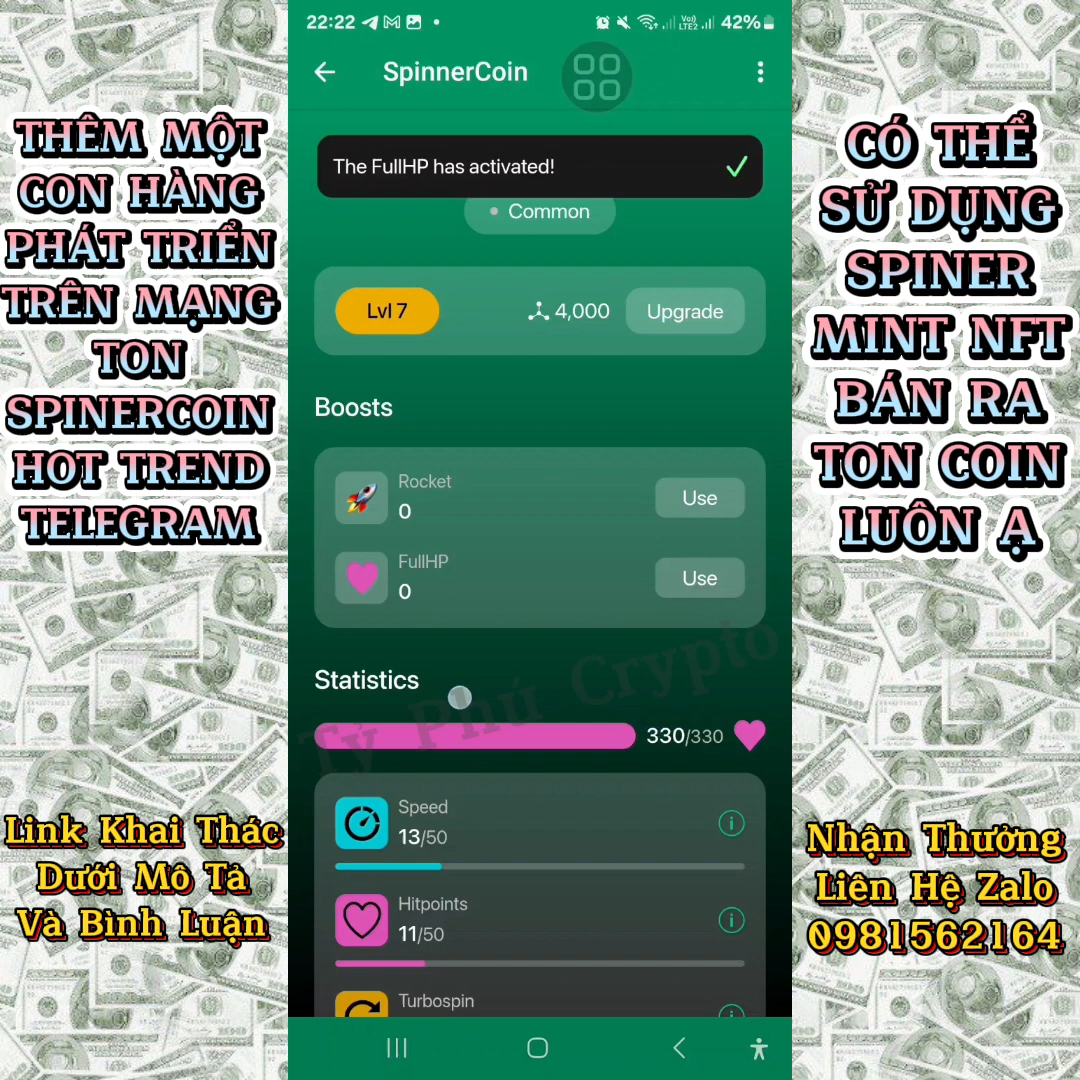 22:22
Vo)) LTE2
42%
SpinnerCoin
The FullHP has activated!
Common
Lvl 7
4,000
Upgrade
Boosts
Rocket
0
Use
FullHP
0
Use
Statistics
Tỷ Phú Crypto
330/330
Speed
13/50
Hitpoints
11/50
Turbospin
THÊM MỘT
CON HÀNG
PHÁT TRIỂN
TRÊN MẠNG
TON
SPINERCOIN
HOT TREND
TELEGRAM
Link Khai Thác
Dưới Mô Tả
Và Bình Luận
CÓ THỂ
SỬ DỤNG
SPINER
MINT NFT
BÁN RA
TON COIN
LUÔN Ạ
Nhận Thưởng
Liên Hệ Zalo
0981562164